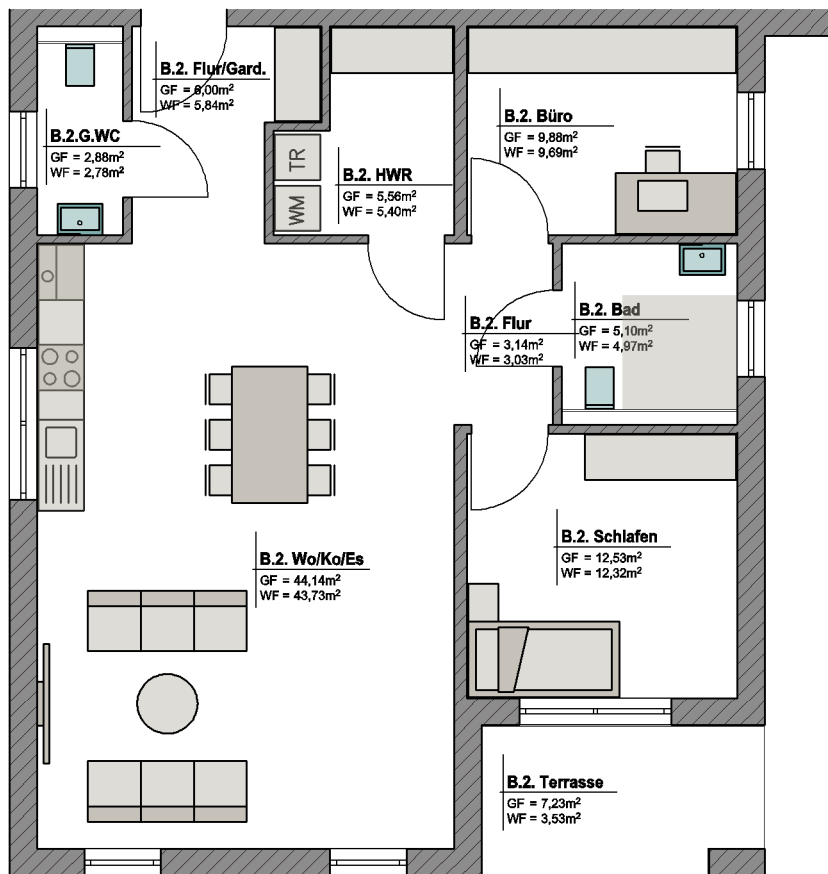 B.2. Flur/Gard.
GF = 6,00m²
WF = 5,84m²
B.2. Büro
GF = 9,88m²
WF = 9,69m²
B.2.G.WC
GF = 2,88m²
WF = 2,78m²
TR
WM
B.2. HWR
GF = 5,56m²
WF = 5,40m²
B.2. Flur
GF = 3,14m²
WF = 3,03m²
B.2. Bad
GF = 5,10m²
WF = 4,97m²
B.2. Wo/Ko/Es
GF = 44,14m²
WF = 43,73m²
B.2. Schlafen
GF = 12,53m²
WF = 12,32m²
B.2. Terrasse
GF = 7,23m²
WF = 3,53m²